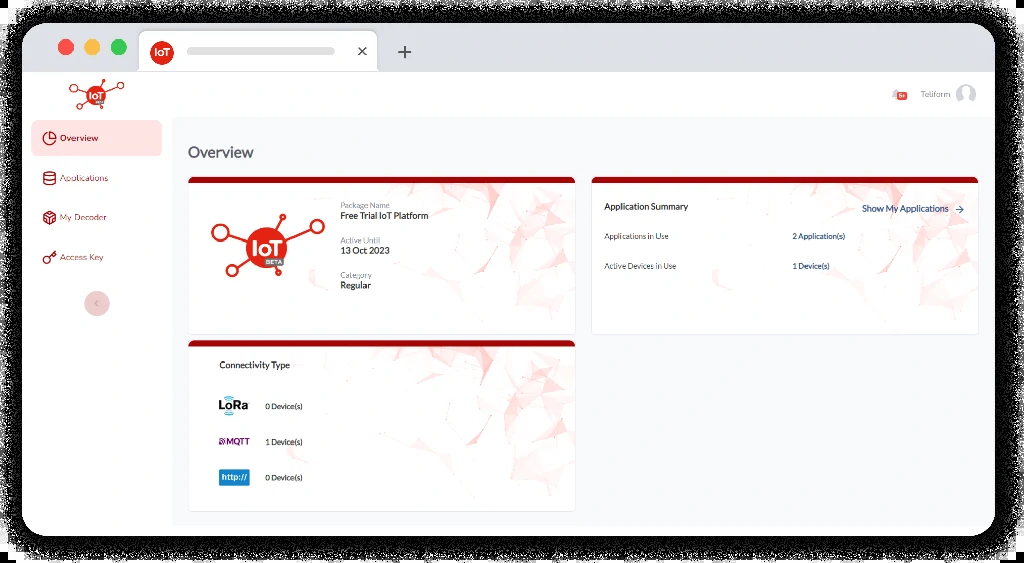 IoT
IoT
5+
Teliform
Overview
Applications
My Decoder
Access Key
Overview
IoT
BETA
Package Name
Free Trial IoT Platform
Active Until
13 Oct 2023
Category
Regular
Application Summary
Show My Applications
Applications in Use
2 Application(s)
Active Devices in Use
1 Device(s)
Connectivity Type
LoRa
0 Device(s)
MQTT
1 Device(s)
http://
0 Device(s)